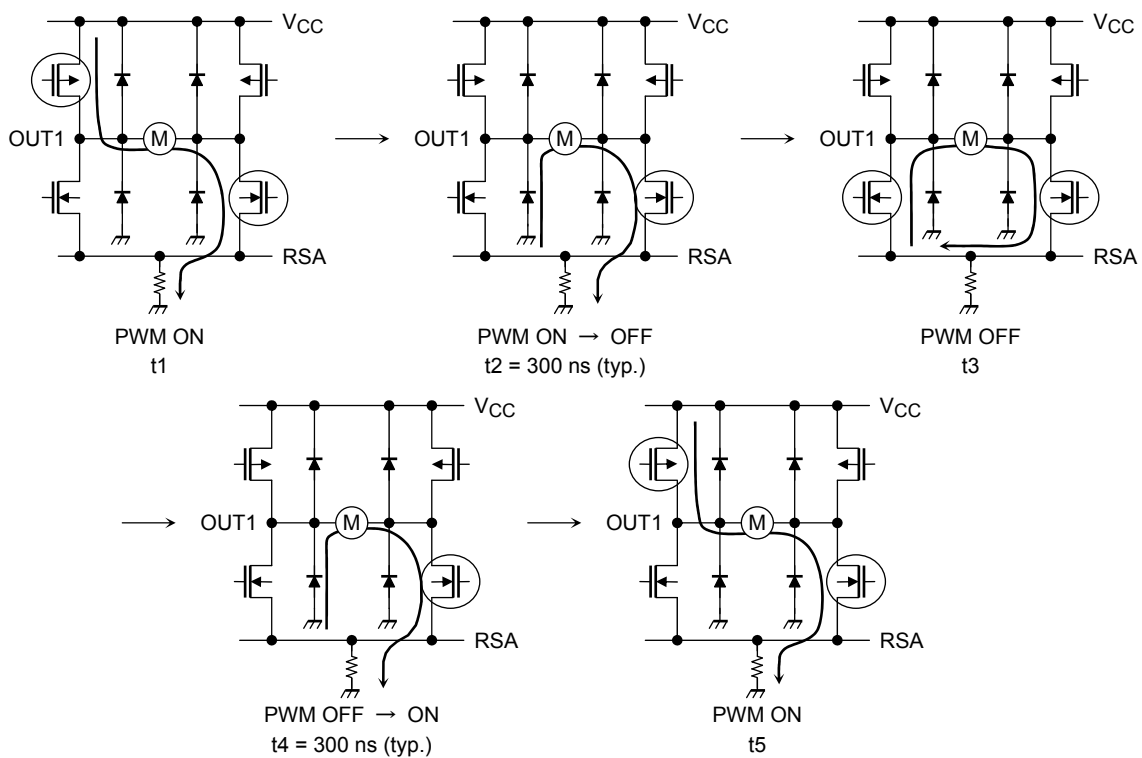 VCC
OUT1
M
RSA
PWM ON
t1
VCC
OUT1
M
RSA
PWM ON → OFF
t2 = 300 ns (typ.)
VCC
OUT1
M
RSA
PWM OFF
t3
VCC
OUT1
M
RSA
PWM OFF → ON
t4 = 300 ns (typ.)
VCC
OUT1
M
RSA
PWM ON
t5